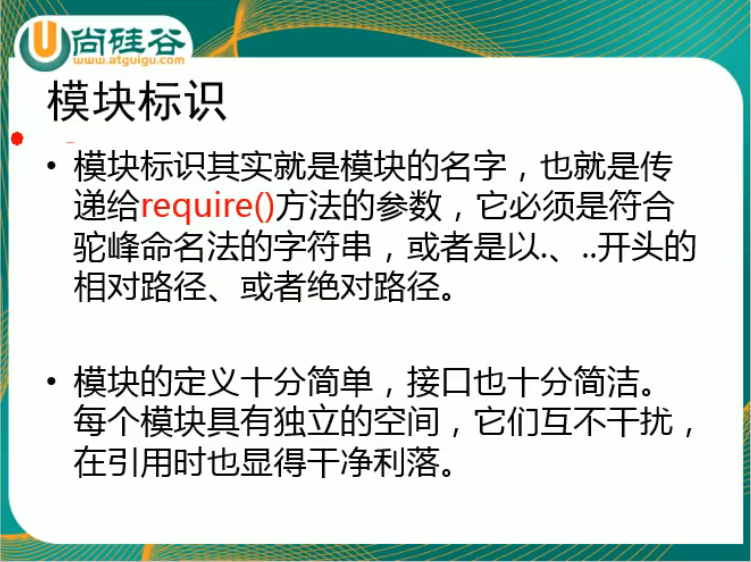 尚硅谷
www.atguigu.com
模块标识
• 模块标识其实就是模块的名字，也就是传
递给require()方法的参数，它必须是符合
驼峰命名法的字符串，或者是以.、..开头的
相对路径、或者绝对路径。
• 模块的定义十分简单，接口也十分简洁。
每个模块具有独立的空间，它们互不干扰，
在引用时也显得干净利落。